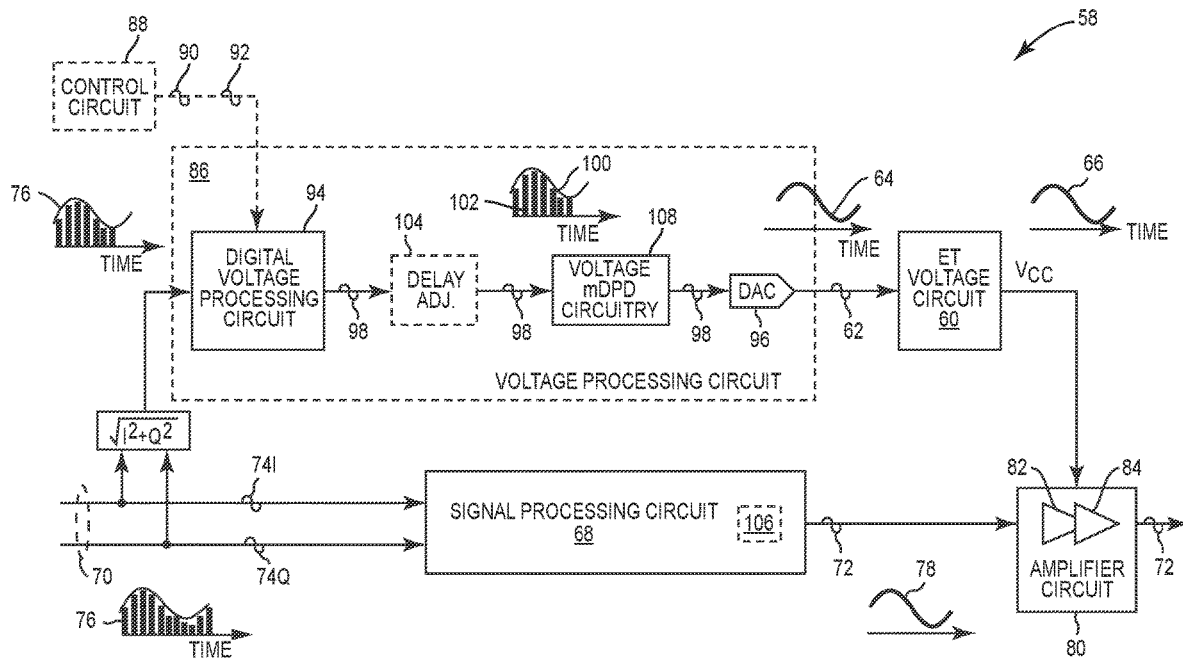 58
88
CONTROL
CIRCUIT
90
92
86
76
TIME
94
DIGITAL
VOLTAGE
PROCESSING
CIRCUIT
98
104
DELAY
ADJ.
98
100
102
TIME
108
VOLTAGE
mDPD
CIRCUITRY
98
DAC
96
64
TIME
62
ET
VOLTAGE
CIRCUIT
60
66
TIME
VCC
VOLTAGE PROCESSING CIRCUIT
√I²+Q²
74I
74Q
70
76
TIME
SIGNAL PROCESSING CIRCUIT
68
106
72
78
TIME
82
84
AMPLIFIER
CIRCUIT
80
72